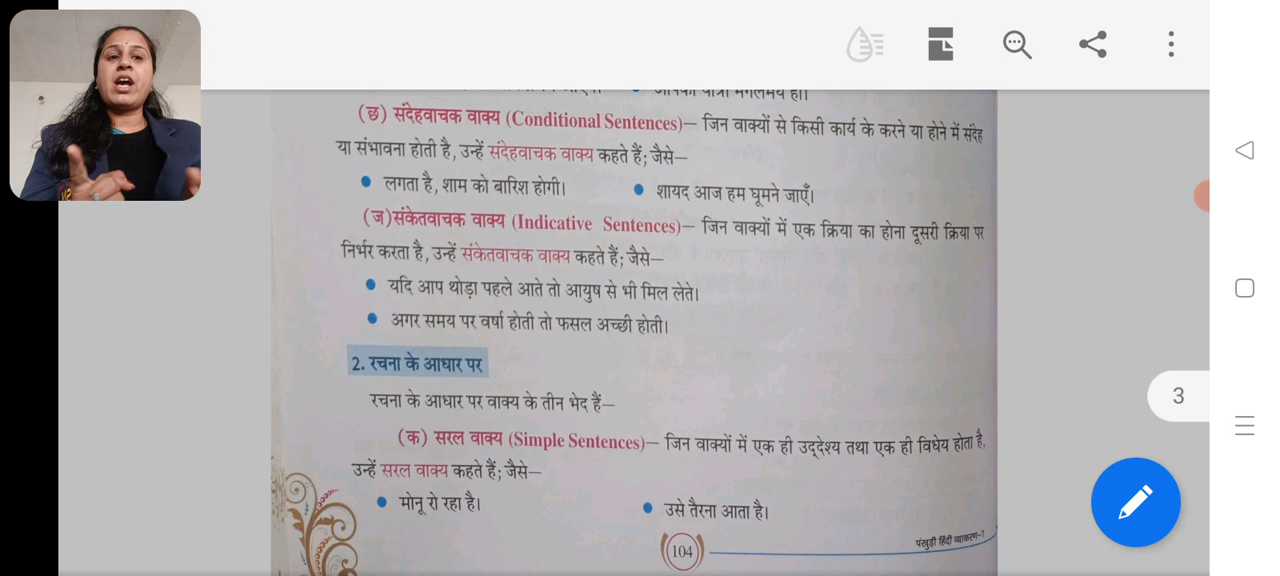 आपकी यात्रा मंगलमय हो।
(छ) संदेहवाचक वाक्य (Conditional Sentences)— जिन वाक्यों से किसी कार्य के करने या होने में संदेह
या संभावना होती है, उन्हें संदेहवाचक वाक्य कहते हैं; जैसे—
• लगता है, शाम को बारिश होगी। • शायद आज हम घूमने जाएँ।
(ज)संकेतवाचक वाक्य (Indicative Sentences)— जिन वाक्यों में एक क्रिया का होना दूसरी क्रिया पर
निर्भर करता है, उन्हें संकेतवाचक वाक्य कहते हैं; जैसे—
• यदि आप थोड़ा पहले आते तो आयुष से भी मिल लेते।
• अगर समय पर वर्षा होती तो फसल अच्छी होती।
2. रचना के आधार पर
रचना के आधार पर वाक्य के तीन भेद हैं—
(क) सरल वाक्य (Simple Sentences)— जिन वाक्यों में एक ही उद्देश्य तथा एक ही विधेय होता है,
उन्हें सरल वाक्य कहते हैं; जैसे—
• मोनू रो रहा है। • उसे तैरना आता है।
104
पंखुड़ी हिंदी व्याकरण-7
3